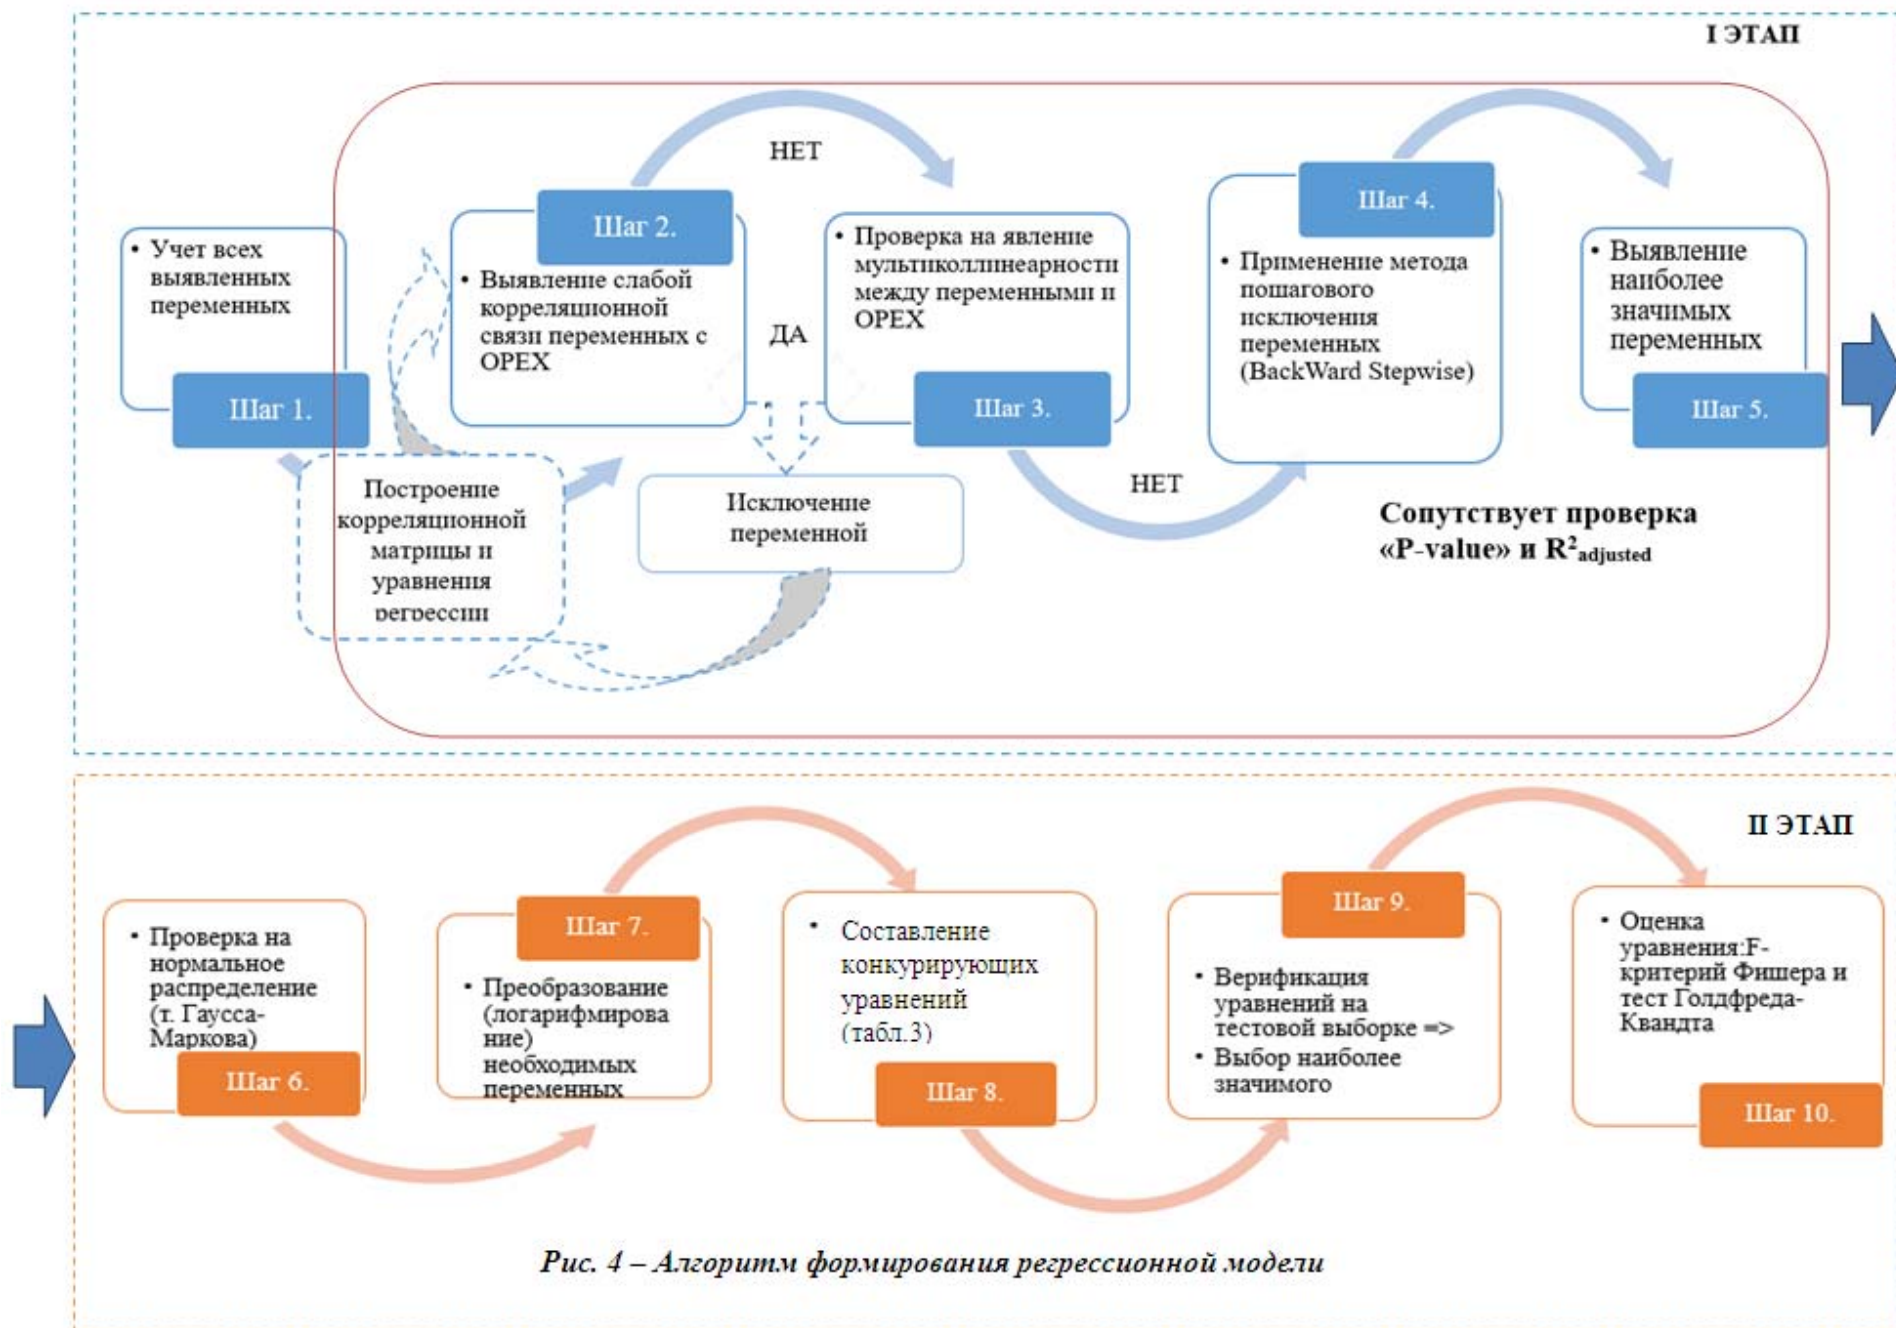 I ЭТАП
• Учет всех
выявленных
переменных
Шаг 1.
Построение
корреляционной
матрицы и
уравнения
регрессии
Шаг 2.
• Выявление слабой
корреляционной
связи переменных с
OPEX
НЕТ
ДА
Исключение
переменной
• Проверка на явление
мультиколлинеарности
между переменными и
OPEX
Шаг 3.
НЕТ
Шаг 4.
• Применение метода
пошагового
исключения
переменных
(BackWard Stepwise)
• Выявление
наиболее
значимых
переменных
Шаг 5.
Сопутствует проверка
«P-value» и R²adjusted
II ЭТАП
• Проверка на
нормальное
распределение
(т. Гаусса-
Маркова)
Шаг 6.
Шаг 7.
• Преобразование
(логарифмирова
ние)
необходимых
переменных
• Составление
конкурирующих
уравнений
(табл.3)
Шаг 8.
Шаг 9.
• Верификация
уравнений на
тестовой выборке =>
• Выбор наиболее
значимого
• Оценка
уравнения:F-
критерий Фишера и
тест Голдфреда-
Квандта
Шаг 10.
Рис. 4 – Алгоритм формирования регрессионной модели